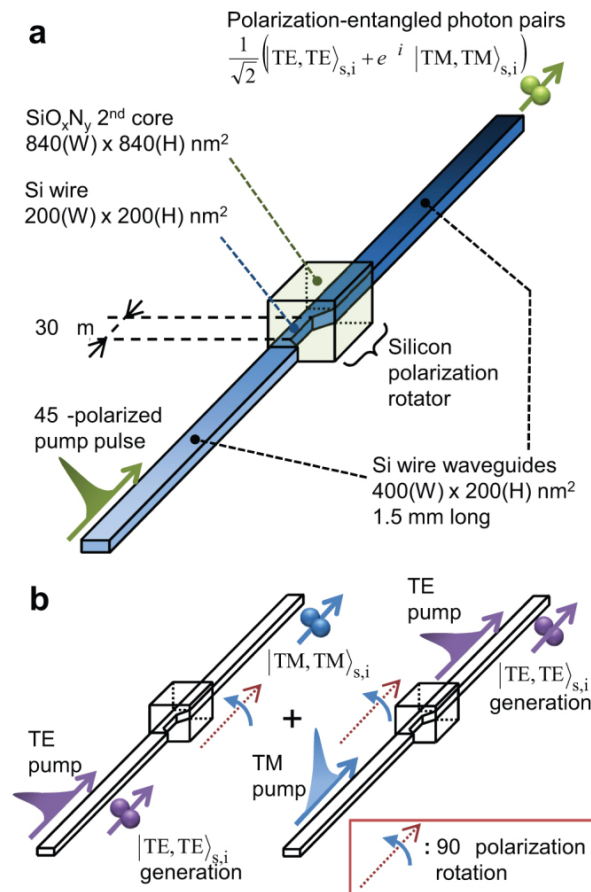 a
Polarization-entangled photon pairs
1/√2 (|TE,TE⟩s,i + e i |TM,TM⟩s,i)
SiOxNy 2nd core
840(W) x 840(H) nm2
Si wire
200(W) x 200(H) nm2
30 m
Silicon
polarization
rotator
45 -polarized
pump pulse
Si wire waveguides
400(W) x 200(H) nm2
1.5 mm long
b
TE
pump
|TM,TM⟩s,i
|TE,TE⟩s,i
generation
+
TE
pump
|TE,TE⟩s,i
generation
TM
pump
: 90 polarization
rotation